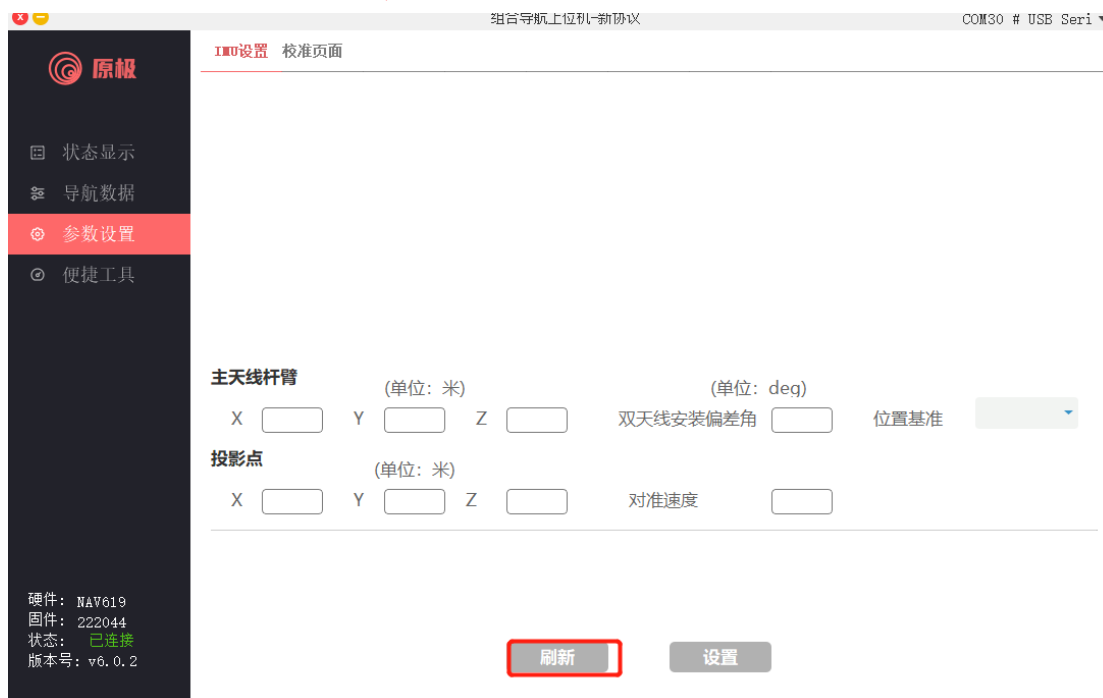 组合导航上位机-新协议
COM30 # USB Seri
原极
IMU设置 校准页面
状态显示
导航数据
参数设置
便捷工具
主天线杆臂
(单位：米) (单位：deg)
X Y Z 双天线安装偏差角 位置基准
投影点
(单位：米)
X Y Z 对准速度
硬件：NAV619
固件：222044
状态： 已连接
版本号：v6.0.2
刷新 设置